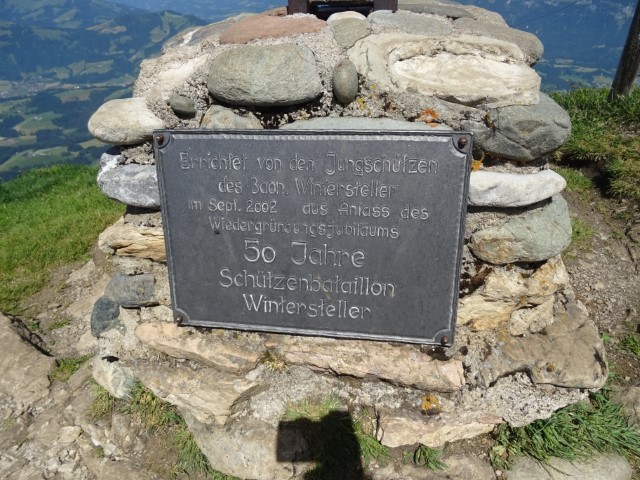 Errichtet von den Jungschützen
des Baon. Wintersteller
im Sept. 2002 aus Anlass des
Wiedergründungsjubiläums
50 Jahre
Schützenbataillon
Wintersteller